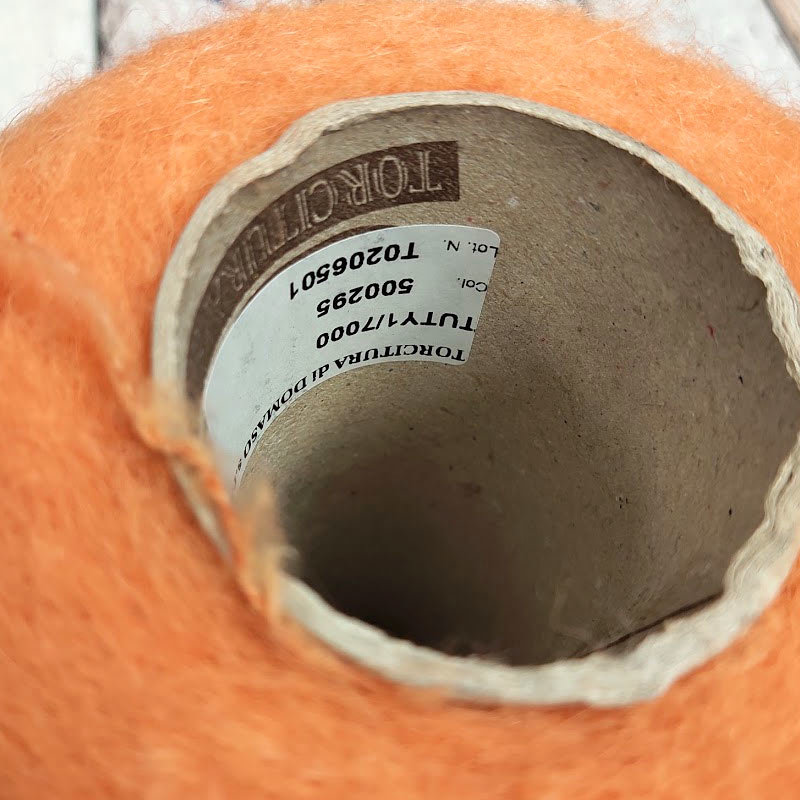 TORCITURA
TORCITURA di DOMASO s.
TUTY1/7000
Col. 500295
Lot. N. T0206501